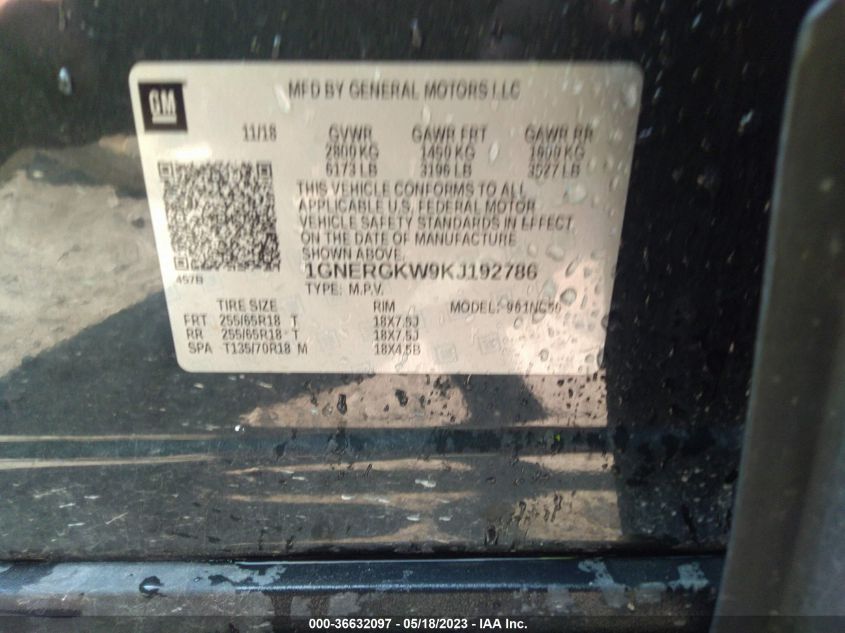 GM
MFD BY GENERAL MOTORS LLC
11/18 GVWR GAWR FRT GAWR RR
2800 KG 1450 KG 1600 KG
6173 LB 3196 LB 3527 LB
THIS VEHICLE CONFORMS TO ALL
APPLICABLE U.S. FEDERAL MOTOR
VEHICLE SAFETY STANDARDS IN EFFECT
ON THE DATE OF MANUFACTURE
SHOWN ABOVE.
1GNERGKW9KJ192786
457B
TYPE: M.P.V.
TIRE SIZE RIM MODEL:
FRT 255/65R18 T 18X7.5J
RR 255/65R18 T 18X7.5J
SPA T135/70R18 M 18X4.5B
000-36632097 - 05/18/2023 - © IAA Inc.